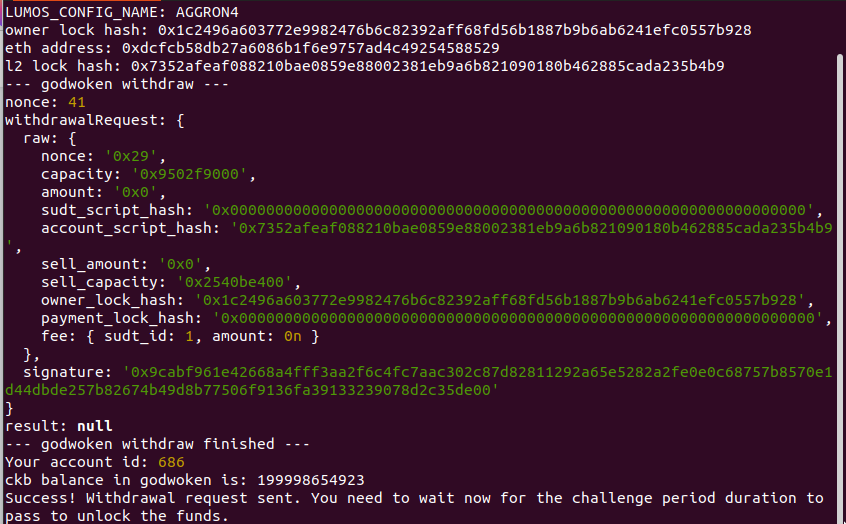 LUMOS_CONFIG_NAME: AGGRON4
owner lock hash: 0x1c2496a603772e9982476b6c82392aff68fd56b1887b9b6ab6241efc0557b928
eth address: 0xdcfcb58db27a6086b1f6e9757ad4c49254588529
l2 lock hash: 0x7352afeaf088210bae0859e88002381eb9a6b821090180b462885cada235b4b9
--- godwoken withdraw ---
nonce: 41
withdrawalRequest: {
  raw: {
    nonce: '0x29',
    capacity: '0x9502f9000',
    amount: '0x0',
    sudt_script_hash: '0x0000000000000000000000000000000000000000000000000000000000000000',
    account_script_hash: '0x7352afeaf088210bae0859e88002381eb9a6b821090180b462885cada235b4b9
',
    sell_amount: '0x0',
    sell_capacity: '0x2540be400',
    owner_lock_hash: '0x1c2496a603772e9982476b6c82392aff68fd56b1887b9b6ab6241efc0557b928',
    payment_lock_hash: '0x0000000000000000000000000000000000000000000000000000000000000000',
    fee: { sudt_id: 1, amount: 0n }
  },
  signature: '0x9cabf961e42668a4fff3aa2f6c4fc7aac302c87d82811292a65e5282a2fe0e0c68757b8570e1
d44dbde257b82674b49d8b77506f9136fa39133239078d2c35de00'
}
result: null
--- godwoken withdraw finished ---
Your account id: 686
ckb balance in godwoken is: 199998654923
Success! Withdrawal request sent. You need to wait now for the challenge period duration to
pass to unlock the funds.